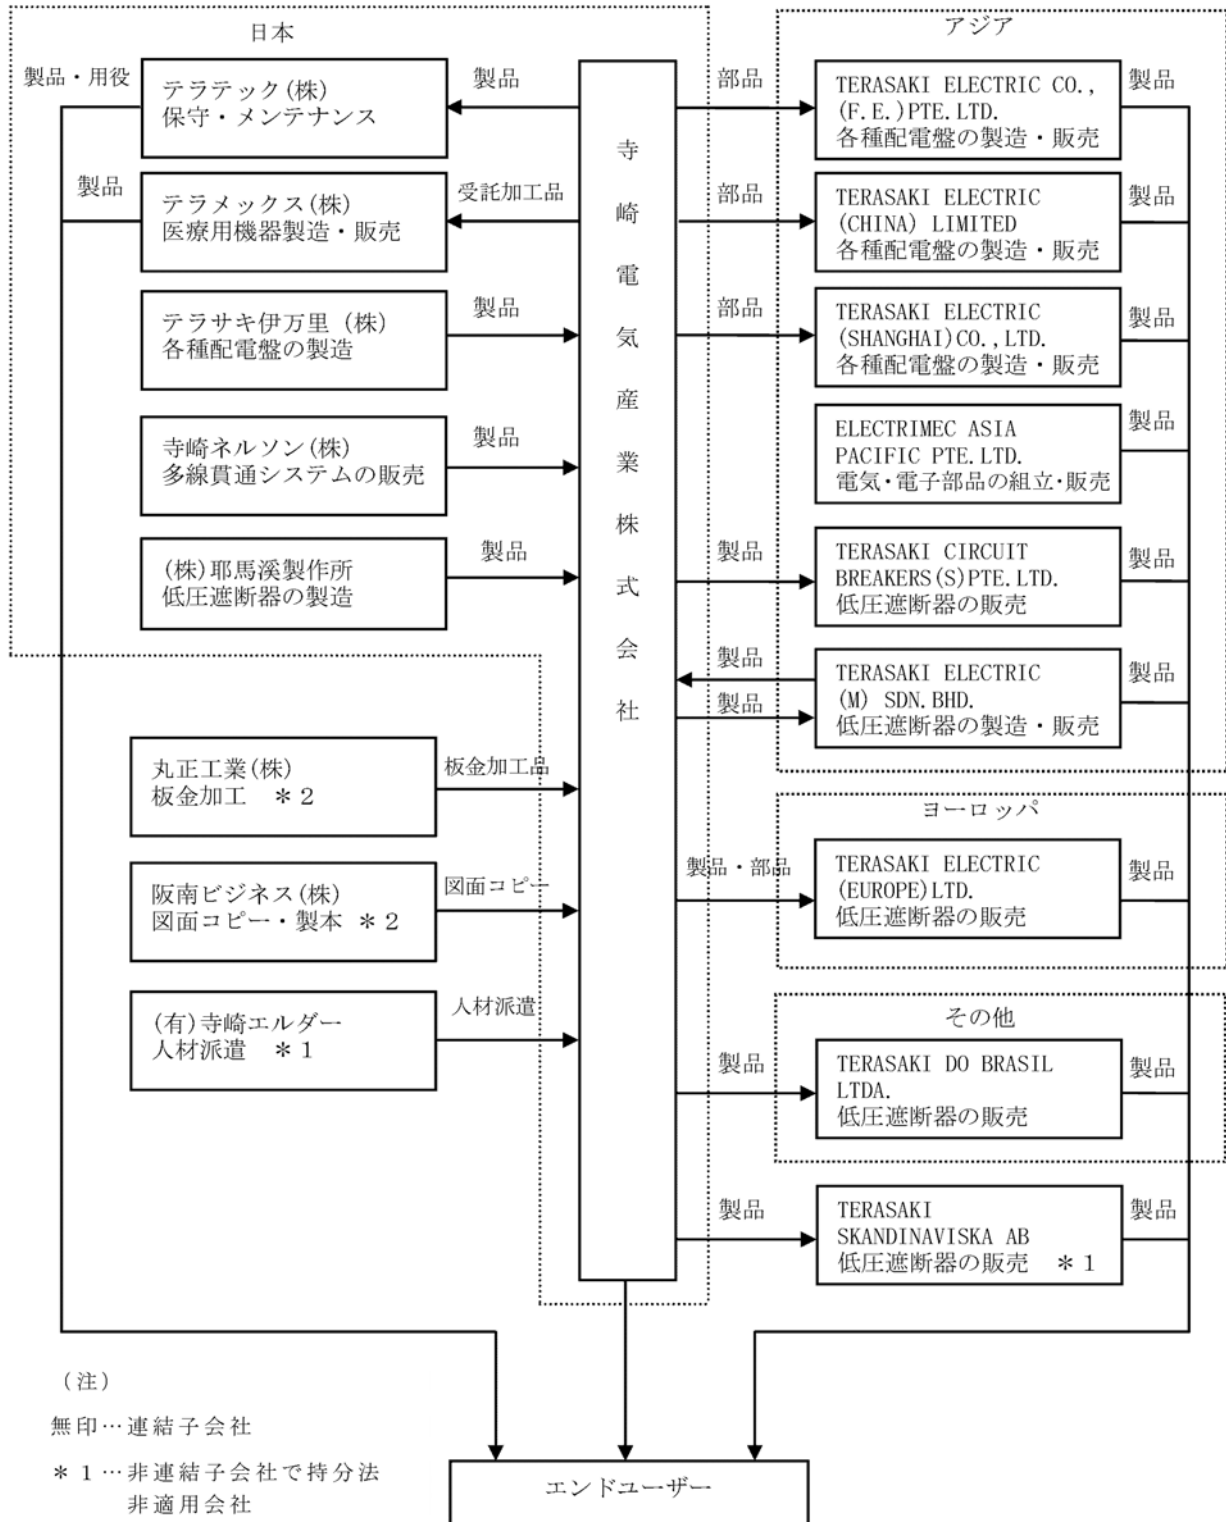 日本
製品・用役
テラテック(株)
保守・メンテナンス
製品
製品
テラメックス(株)
医療用機器製造・販売
受託加工品
テラサキ伊万里(株)
各種配電盤の製造
製品
寺崎ネルソン(株)
多線貫通システムの販売
製品
(株)耶馬溪製作所
低圧遮断器の製造
製品
丸正工業(株)
板金加工 *2
板金加工品
阪南ビジネス(株)
図面コピー・製本 *2
図面コピー
(有)寺崎エルダー
人材派遣 *1
人材派遣
寺崎電気産業株式会社
アジア
部品
TERASAKI ELECTRIC CO.,
(F.E.)PTE.LTD.
各種配電盤の製造・販売
製品
部品
TERASAKI ELECTRIC
(CHINA) LIMITED
各種配電盤の製造・販売
製品
部品
TERASAKI ELECTRIC
(SHANGHAI)CO.,LTD.
各種配電盤の製造・販売
製品
ELECTRIMEC ASIA
PACIFIC PTE.LTD.
電気・電子部品の組立・販売
製品
製品
TERASAKI CIRCUIT
BREAKERS(S)PTE.LTD.
低圧遮断器の販売
製品
製品
製品
TERASAKI ELECTRIC
(M) SDN.BHD.
低圧遮断器の製造・販売
製品
ヨーロッパ
製品・部品
TERASAKI ELECTRIC
(EUROPE)LTD.
低圧遮断器の販売
製品
その他
製品
TERASAKI DO BRASIL
LTDA.
低圧遮断器の販売
製品
製品
TERASAKI
SKANDINAVISKA AB
低圧遮断器の販売 *1
製品
(注)
無印…連結子会社
*1…非連結子会社で持分法
非適用会社
エンドユーザー